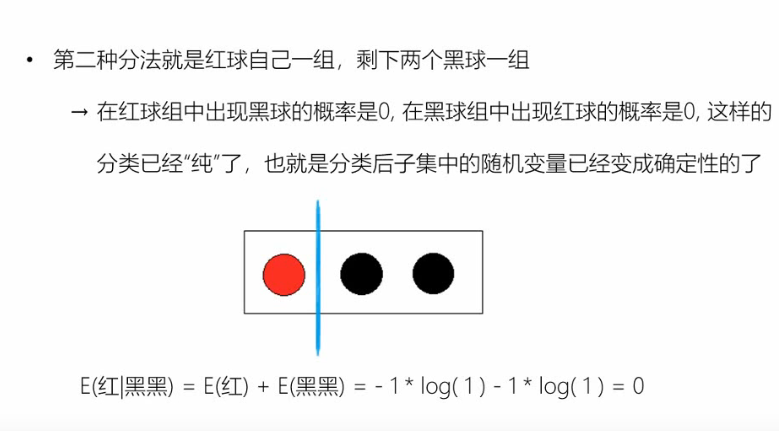 • 第二种分法就是红球自己一组，剩下两个黑球一组
→ 在红球组中出现黑球的概率是0, 在黑球组中出现红球的概率是0, 这样的
分类已经“纯”了，也就是分类后子集中的随机变量已经变成确定性的了
E(红|黑黑) = E(红) + E(黑黑) = - 1 * log( 1 ) - 1 * log( 1 ) = 0